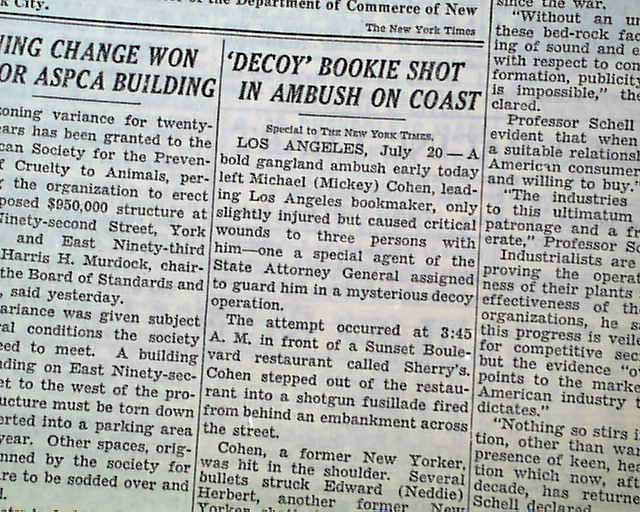 k City.
of the Department of Commerce of New
The New York Times
ING CHANGE WON
OR ASPCA BUILDING
oning variance for twenty-
ars has been granted to the
can Society for the Preven-
f Cruelty to Animals, per-
g the organization to erect
posed $950,000 structure at
Ninety-second Street, York
and East Ninety-third
Harris H. Murdock, chair-
the Board of Standards and
, said yesterday.
ariance was given subject
al conditions the society
eed to meet. A building
nding on East Ninety-sec-
et to the west of the pro-
ucture must be torn down
erted into a parking area
year. Other spaces, orig-
nned by the society for
re to be sodded over and
d.
'DECOY' BOOKIE SHOT
IN AMBUSH ON COAST
Special to THE NEW YORK TIMES.
LOS ANGELES, July 20—A
bold gangland ambush early today
left Michael (Mickey) Cohen, lead-
ing Los Angeles bookmaker, only
slightly injured but caused critical
wounds to three persons with
him—one a special agent of the
State Attorney General assigned
to guard him in a mysterious decoy
operation.
The attempt occurred at 3:45
A. M. in front of a Sunset Boule-
vard restaurant called Sherry's.
Cohen stepped out of the restau-
rant into a shotgun fusillade fired
from behind an embankment across
the street.
Cohen, a former New Yorker,
was hit in the shoulder. Several
bullets struck Edward (Neddie)
Herbert, another former New
since the war.
"Without an u
these bed-rock fac
ing of sound and e
with respect to con
formation, publicity
is impossible," the
clared.
Professor Schell
evident that when
a suitable relations
American consumer
and willing to buy.
"The industries
to this ultimatum
patronage and a fr
erate," Professor Sc
Industrialists are
proving the operat
ness of their plants
effectiveness of th
organizations, he s
this progress is veile
for competitive sec
but the evidence "ov
points to the marke
American industry t
dictates."
"Nothing so stirs i
tion, other than wa
presence of keen, he
tion which now, aft
decade, has returne
Schell declared.